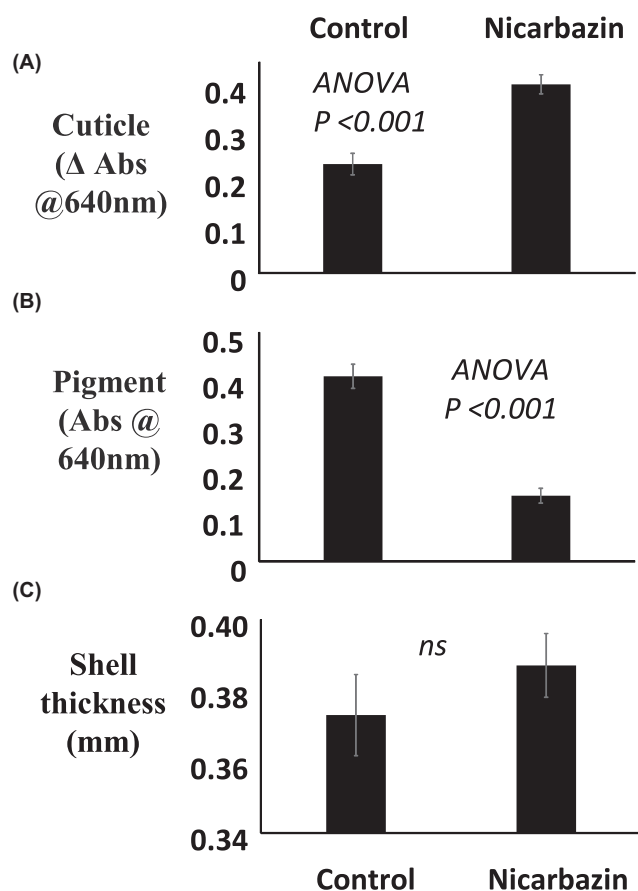 Control Nicarbazin
(A)
Cuticle
(Δ Abs
@640nm)
0.4
0.3
0.2
0.1
0
ANOVA
P <0.001
(B)
Pigment
(Abs @
640nm)
0.5
0.4
0.3
0.2
0.1
0
ANOVA
P <0.001
(C)
Shell
thickness
(mm)
0.40
0.38
0.36
0.34
ns
Control Nicarbazin